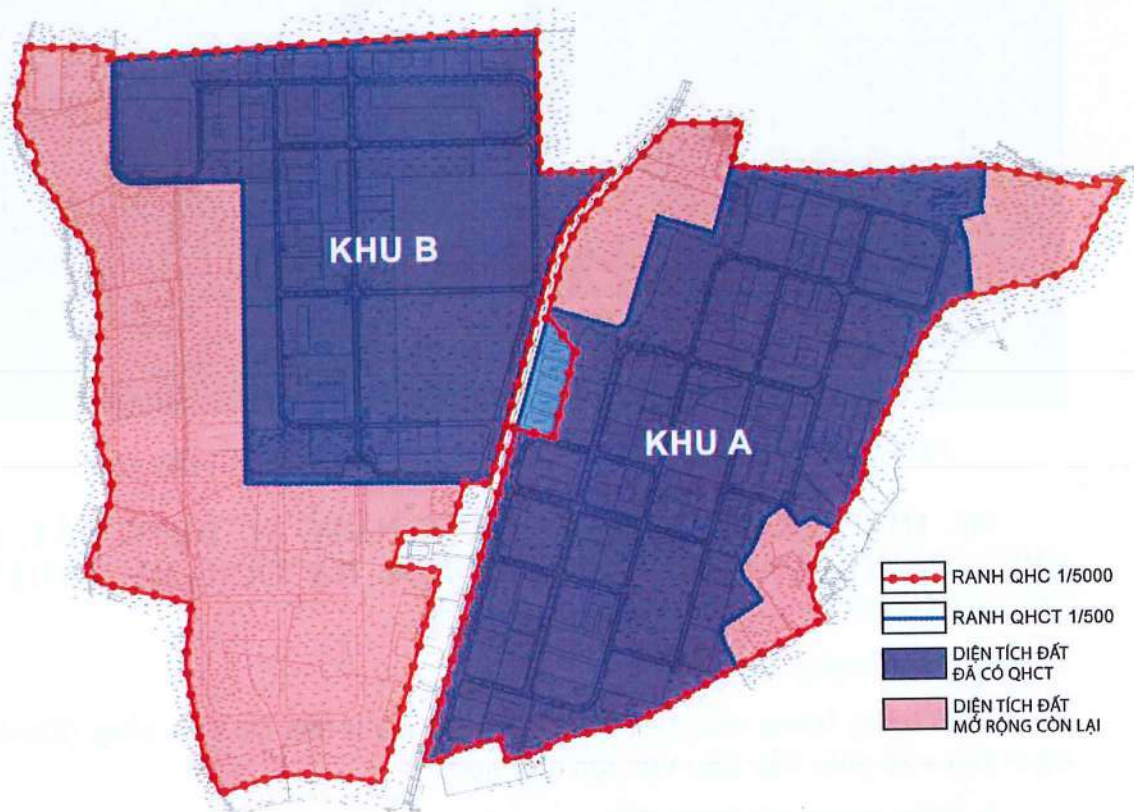 KHU B
KHU A
RANH QHC 1/5000
RANH QHCT 1/500
DIỆN TÍCH ĐẤT
ĐÃ CÓ QHCT
DIỆN TÍCH ĐẤT
MỞ RỘNG CÒN LẠI